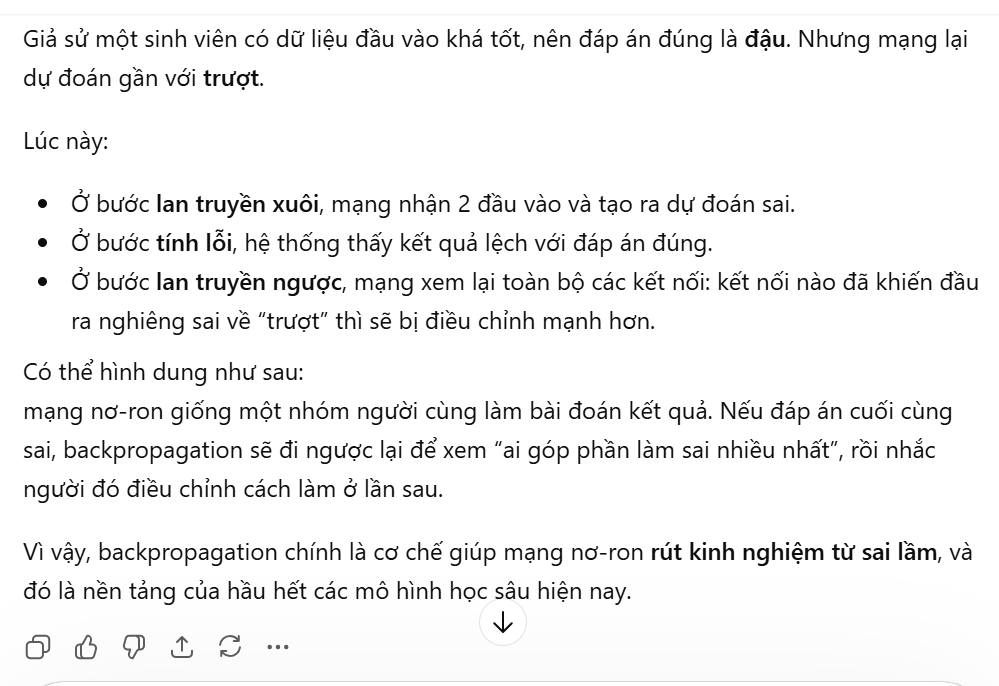 Giả sử một sinh viên có dữ liệu đầu vào khá tốt, nên đáp án đúng là đậu. Nhưng mạng lại
dự đoán gần với trượt.
Lúc này:
• Ở bước lan truyền xuôi, mạng nhận 2 đầu vào và tạo ra dự đoán sai.
• Ở bước tính lỗi, hệ thống thấy kết quả lệch với đáp án đúng.
• Ở bước lan truyền ngược, mạng xem lại toàn bộ các kết nối: kết nối nào đã khiến đầu
ra nghiêng sai về “trượt” thì sẽ bị điều chỉnh mạnh hơn.
Có thể hình dung như sau:
mạng nơ-ron giống một nhóm người cùng làm bài đoán kết quả. Nếu đáp án cuối cùng
sai, backpropagation sẽ đi ngược lại để xem “ai góp phần làm sai nhiều nhất”, rồi nhắc
người đó điều chỉnh cách làm ở lần sau.
Vì vậy, backpropagation chính là cơ chế giúp mạng nơ-ron rút kinh nghiệm từ sai lầm, và
đó là nền tảng của hầu hết các mô hình học sâu hiện nay.